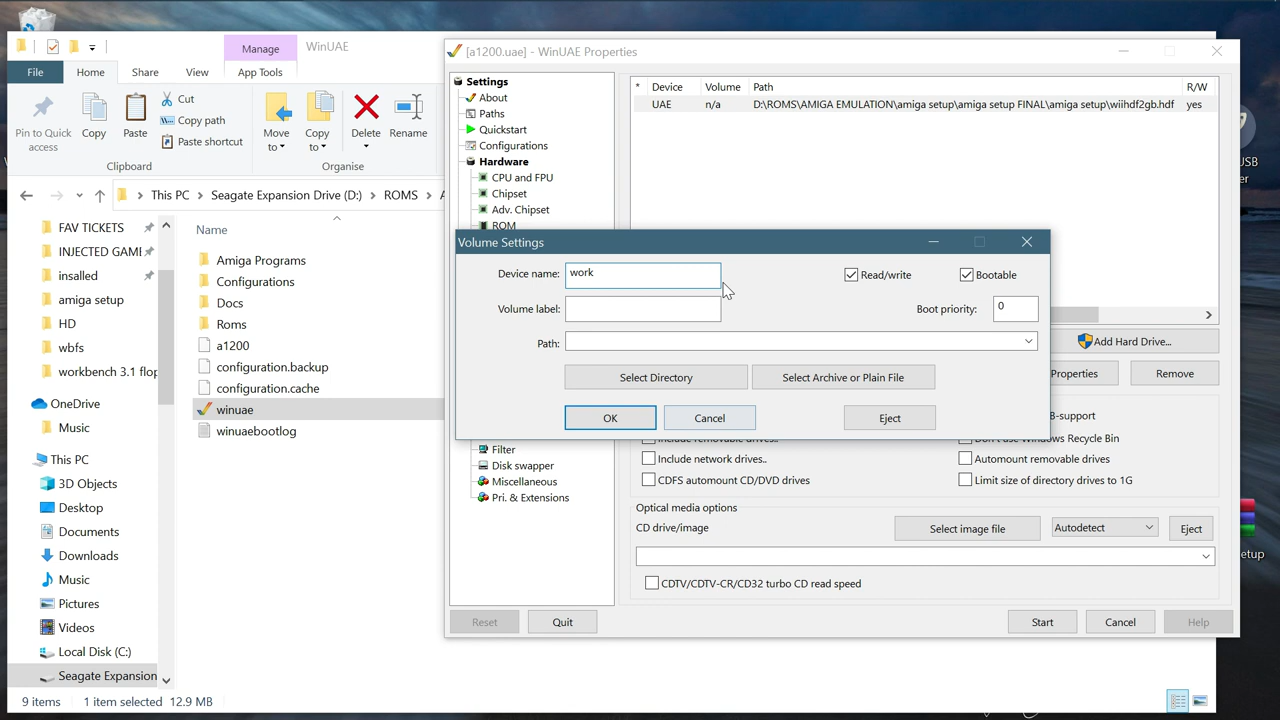 Manage
WinUAE
File
Home
Share
View
App Tools
Pin to Quick access
Copy
Paste
Cut
Copy path
Paste shortcut
Clipboard
Move to
Copy to
Delete
Rename
Organise
This PC > Seagate Expansion Drive (D:) > ROMS >
FAV TICKETS
INJECTED GAMI
insalled
amiga setup
HD
wbfs
workbench 3.1 flop
OneDrive
Music
This PC
3D Objects
Desktop
Documents
Downloads
Music
Pictures
Videos
Local Disk (C:)
Seagate Expansion
Name
Amiga Programs
Configurations
Docs
Roms
a1200
configuration.backup
configuration.cache
winuae
winuaebootlog
9 items
1 item selected 12.9 MB
[a1200.uae] - WinUAE Properties
Settings
About
Paths
Quickstart
Configurations
Hardware
CPU and FPU
Chipset
Adv. Chipset
ROM
* Device Volume Path R/W
UAE n/a D:\ROMS\AMIGA EMULATION\amiga setup\amiga setup FINAL\amiga setup\wiihdf2gb.hdf yes
Volume Settings
Device name: work
Read/write
Bootable
Volume label:
Boot priority: 0
Path:
Select Directory
Select Archive or Plain File
OK
Cancel
Eject
Add Hard Drive...
Properties
Remove
B-support
Include removable drives..
Don't use Windows Recycle Bin
Include network drives..
Automount removable drives
CDFS automount CD/DVD drives
Limit size of directory drives to 1G
Filter
Disk swapper
Miscellaneous
Pri. & Extensions
Optical media options
CD drive/image
Select image file
Autodetect
Eject
CDTV/CDTV-CR/CD32 turbo CD read speed
Reset
Quit
Start
Cancel
Help
USB
er
etup